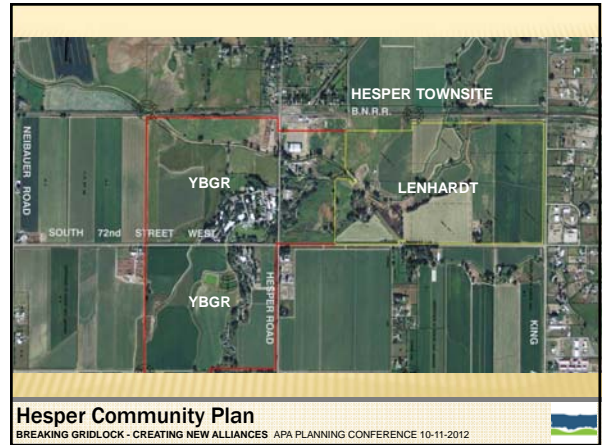 HESPER TOWNSITE
B.N.R.R.
NEIBAUER ROAD
YBGR
LENHARDT
SOUTH 72nd STREET WEST
YBGR
HESPER ROAD
KING
Hesper Community Plan
BREAKING GRIDLOCK - CREATING NEW ALLIANCES APA PLANNING CONFERENCE 10-11-2012